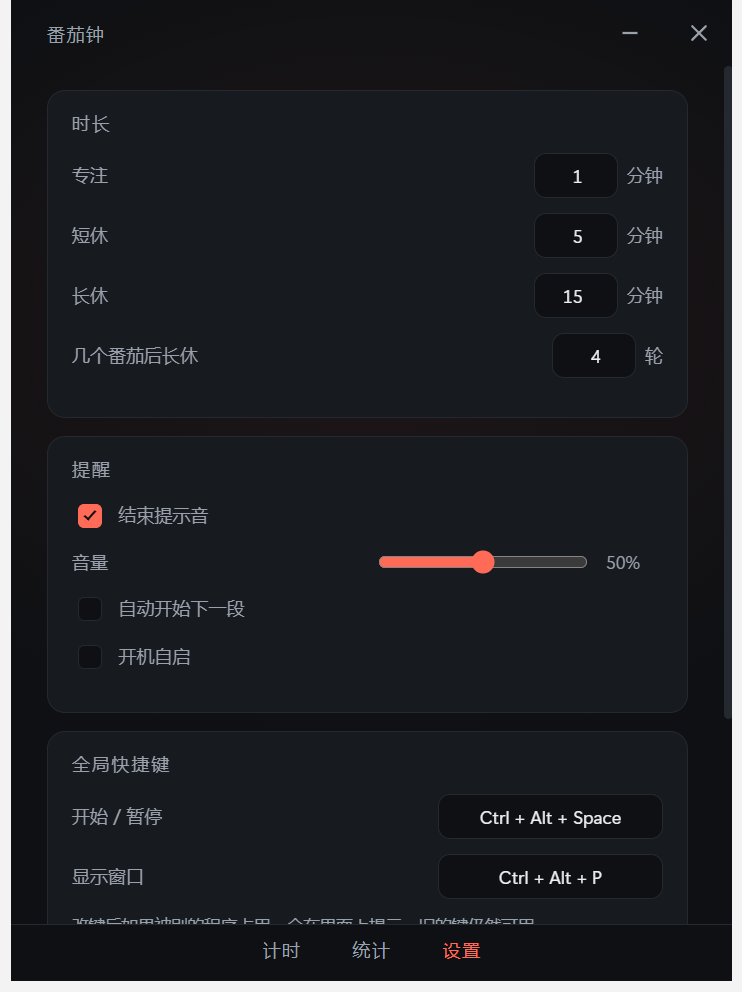 番茄钟
时长
专注 1 分钟
短休 5 分钟
长休 15 分钟
几个番茄后长休 4 轮
提醒
结束提示音
音量 50%
自动开始下一段
开机自启
全局快捷键
开始 / 暂停 Ctrl + Alt + Space
显示窗口 Ctrl + Alt + P
计时 统计 设置